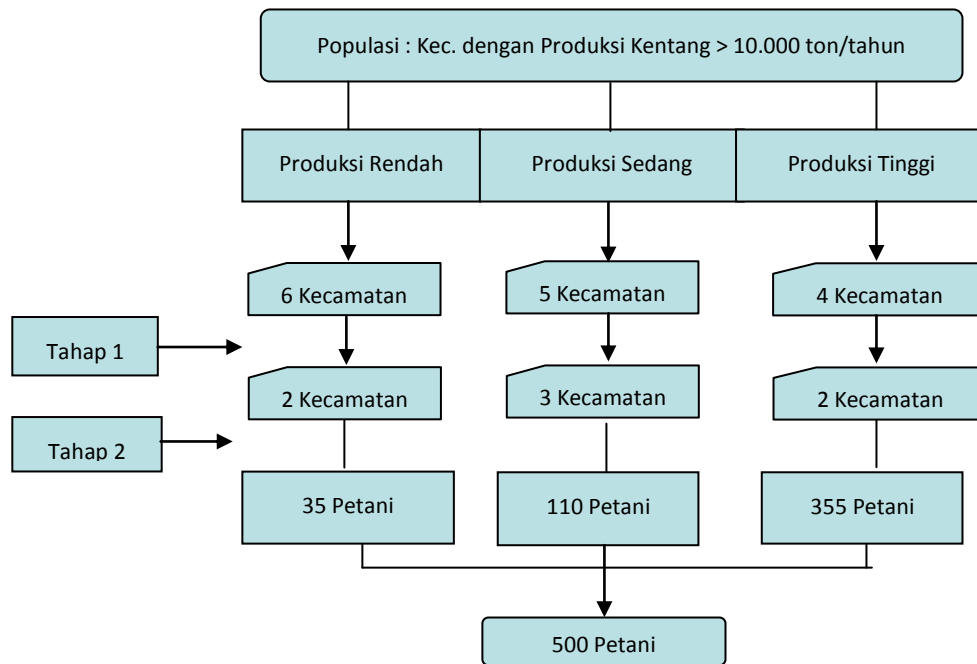 Populasi : Kec. dengan Produksi Kentang > 10.000 ton/tahun
Produksi Rendah
Produksi Sedang
Produksi Tinggi
6 Kecamatan
5 Kecamatan
4 Kecamatan
Tahap 1
2 Kecamatan
3 Kecamatan
2 Kecamatan
Tahap 2
35 Petani
110 Petani
355 Petani
500 Petani